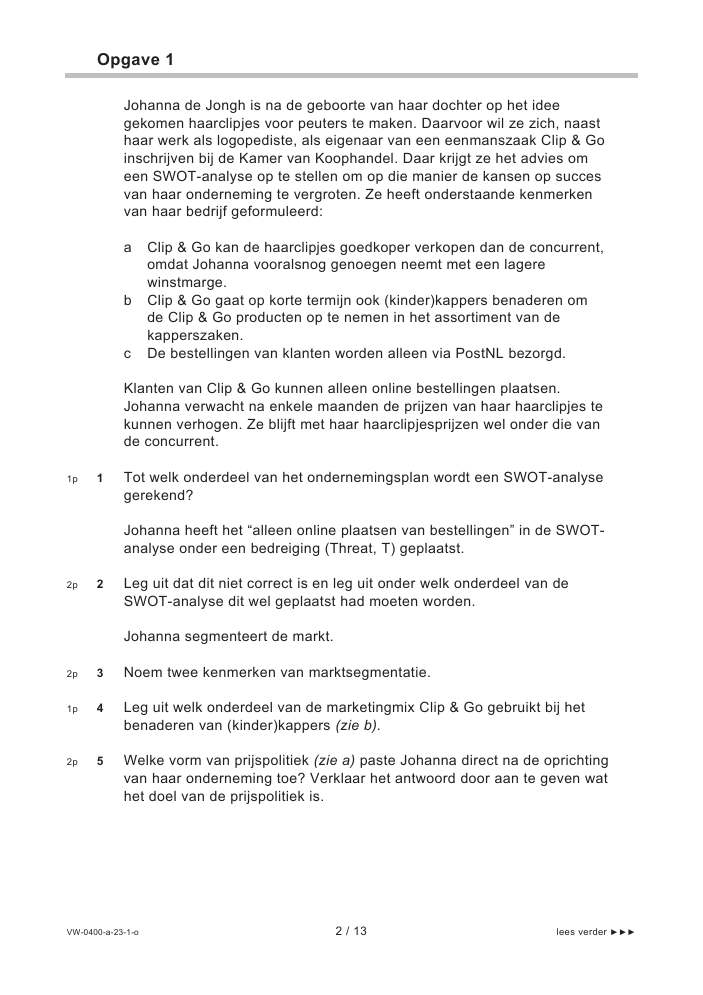 Opgave 1
Johanna de Jongh is na de geboorte van haar dochter op het idee
gekomen haarclipjes voor peuters te maken. Daarvoor wil ze zich, naast
haar werk als logopediste, als eigenaar van een eenmanszaak Clip & Go
inschrijven bij de Kamer van Koophandel. Daar krijgt ze het advies om
een SWOT-analyse op te stellen om op die manier de kansen op succes
van haar onderneming te vergroten. Ze heeft onderstaande kenmerken
van haar bedrijf geformuleerd:
a Clip & Go kan de haarclipjes goedkoper verkopen dan de concurrent,
omdat Johanna vooralsnog genoegen neemt met een lagere
winstmarge.
b Clip & Go gaat op korte termijn ook (kinder)kappers benaderen om
de Clip & Go producten op te nemen in het assortiment van de
kapperszaken.
c De bestellingen van klanten worden alleen via PostNL bezorgd.
Klanten van Clip & Go kunnen alleen online bestellingen plaatsen.
Johanna verwacht na enkele maanden de prijzen van haar haarclipjes te
kunnen verhogen. Ze blijft met haar haarclipjesprijzen wel onder die van
de concurrent.
1p 1 Tot welk onderdeel van het ondernemingsplan wordt een SWOT-analyse
gerekend?
Johanna heeft het “alleen online plaatsen van bestellingen” in de SWOT-
analyse onder een bedreiging (Threat, T) geplaatst.
2p 2 Leg uit dat dit niet correct is en leg uit onder welk onderdeel van de
SWOT-analyse dit wel geplaatst had moeten worden.
Johanna segmenteert de markt.
2p 3 Noem twee kenmerken van marktsegmentatie.
1p 4 Leg uit welk onderdeel van de marketingmix Clip & Go gebruikt bij het
benaderen van (kinder)kappers (zie b).
2p 5 Welke vorm van prijspolitiek (zie a) paste Johanna direct na de oprichting
van haar onderneming toe? Verklaar het antwoord door aan te geven wat
het doel van de prijspolitiek is.
VW-0400-a-23-1-o 2 / 13 lees verder ►►►